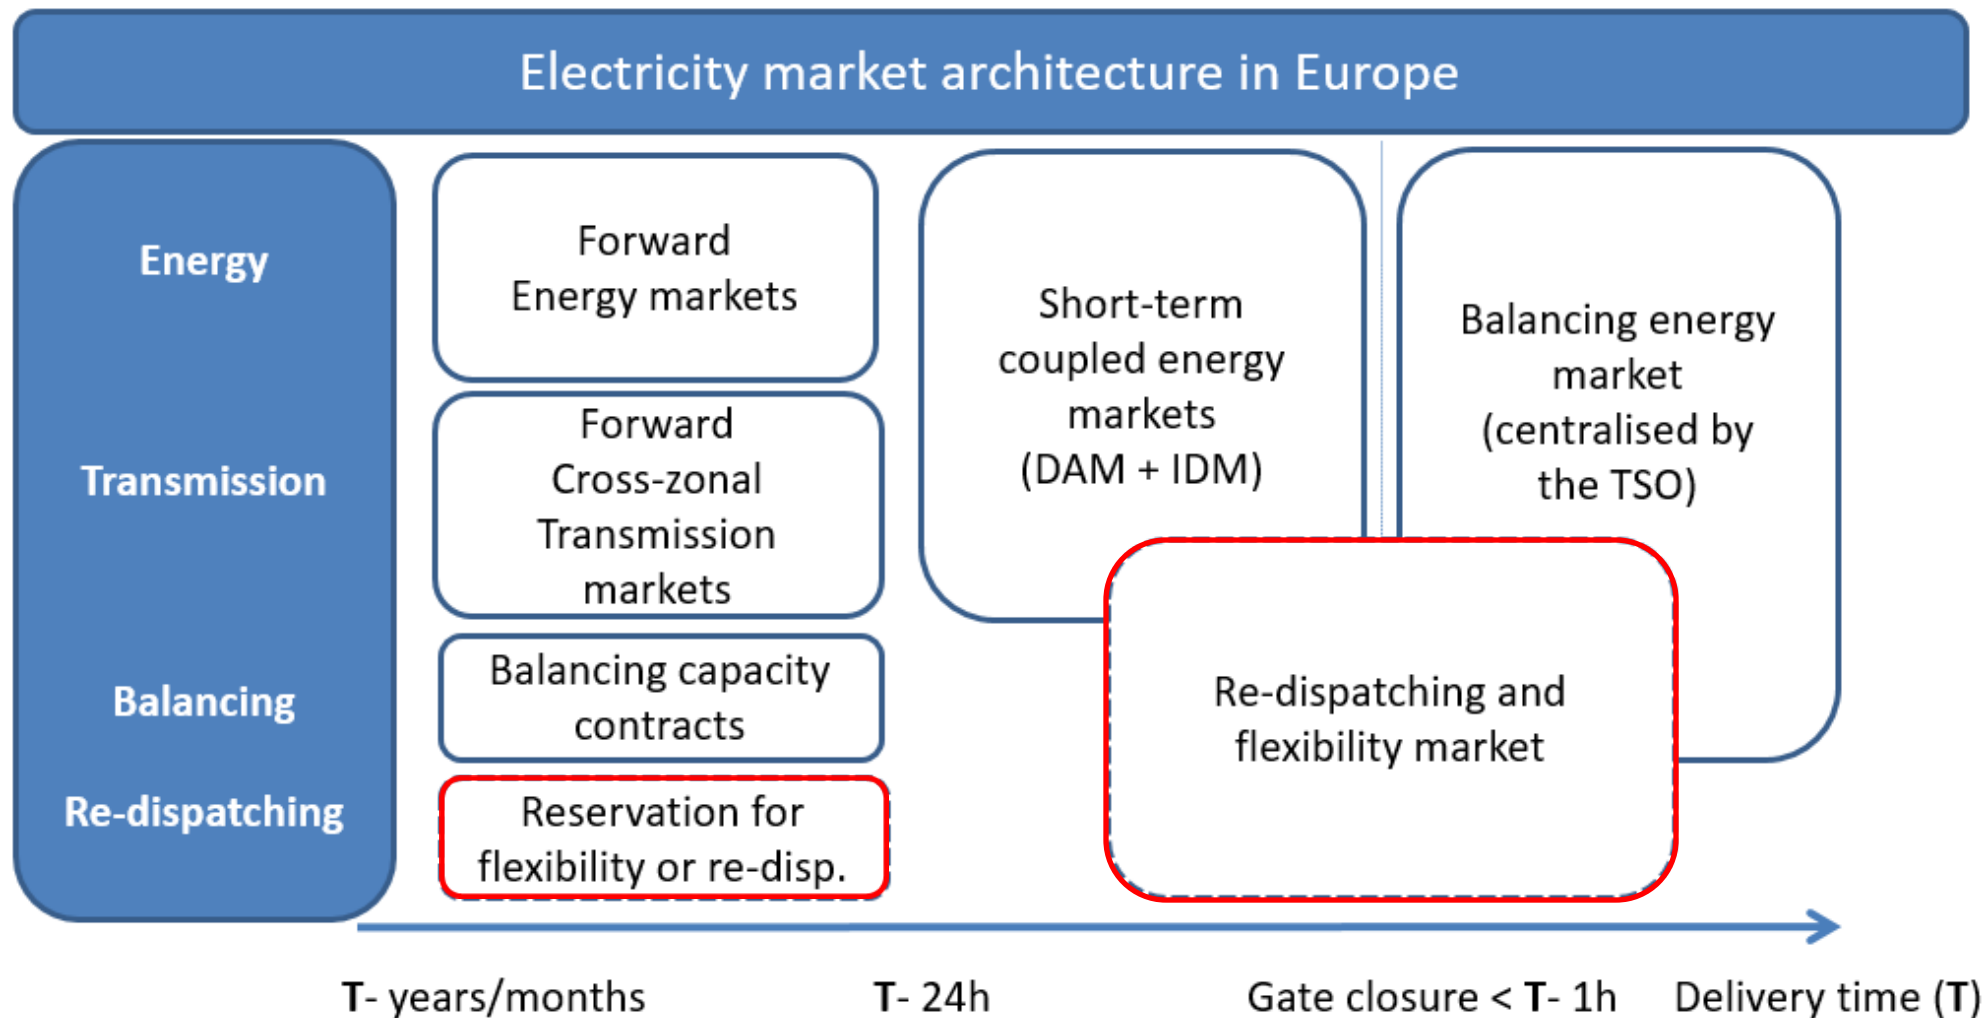 Electricity market architecture in Europe
Energy
Transmission
Balancing
Re-dispatching
Forward
Energy markets
Forward
Cross-zonal
Transmission
markets
Balancing capacity
contracts
Reservation for
flexibility or re-disp.
Short-term
coupled energy
markets
(DAM + IDM)
Balancing energy
market
(centralised by
the TSO)
Re-dispatching and
flexibility market
T- years/months
T- 24h
Gate closure < T- 1h
Delivery time (T)